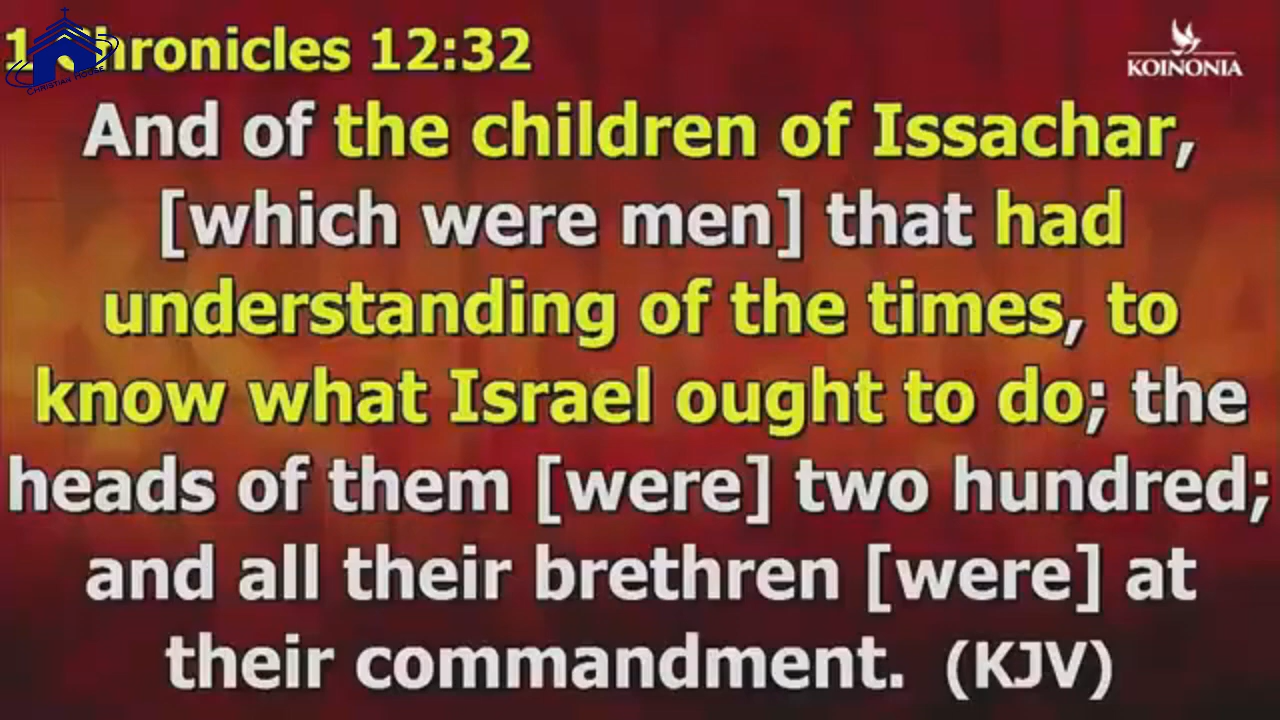 1 Chronicles 12:32
CHRISTIAN HOUSE
KOINONIA
And of the children of Issachar,
[which were men] that had
understanding of the times, to
know what Israel ought to do; the
heads of them [were] two hundred;
and all their brethren [were] at
their commandment. (KJV)